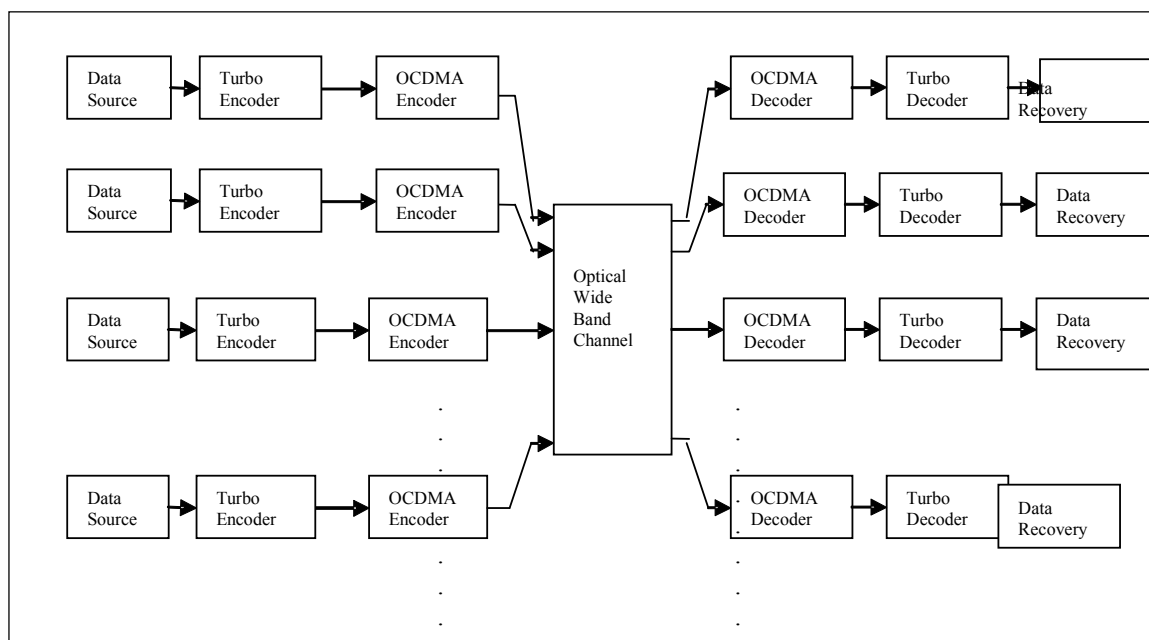 Data
Source
Turbo
Encoder
OCDMA
Encoder
OCDMA
Decoder
Turbo
Decoder
Data
Recovery
Data
Source
Turbo
Encoder
OCDMA
Encoder
OCDMA
Decoder
Turbo
Decoder
Data
Recovery
Optical
Wide
Band
Channel
Data
Source
Turbo
Encoder
OCDMA
Encoder
OCDMA
Decoder
Turbo
Decoder
Data
Recovery
Data
Source
Turbo
Encoder
OCDMA
Encoder
OCDMA
Decoder
Turbo
Decoder
Data
Recovery